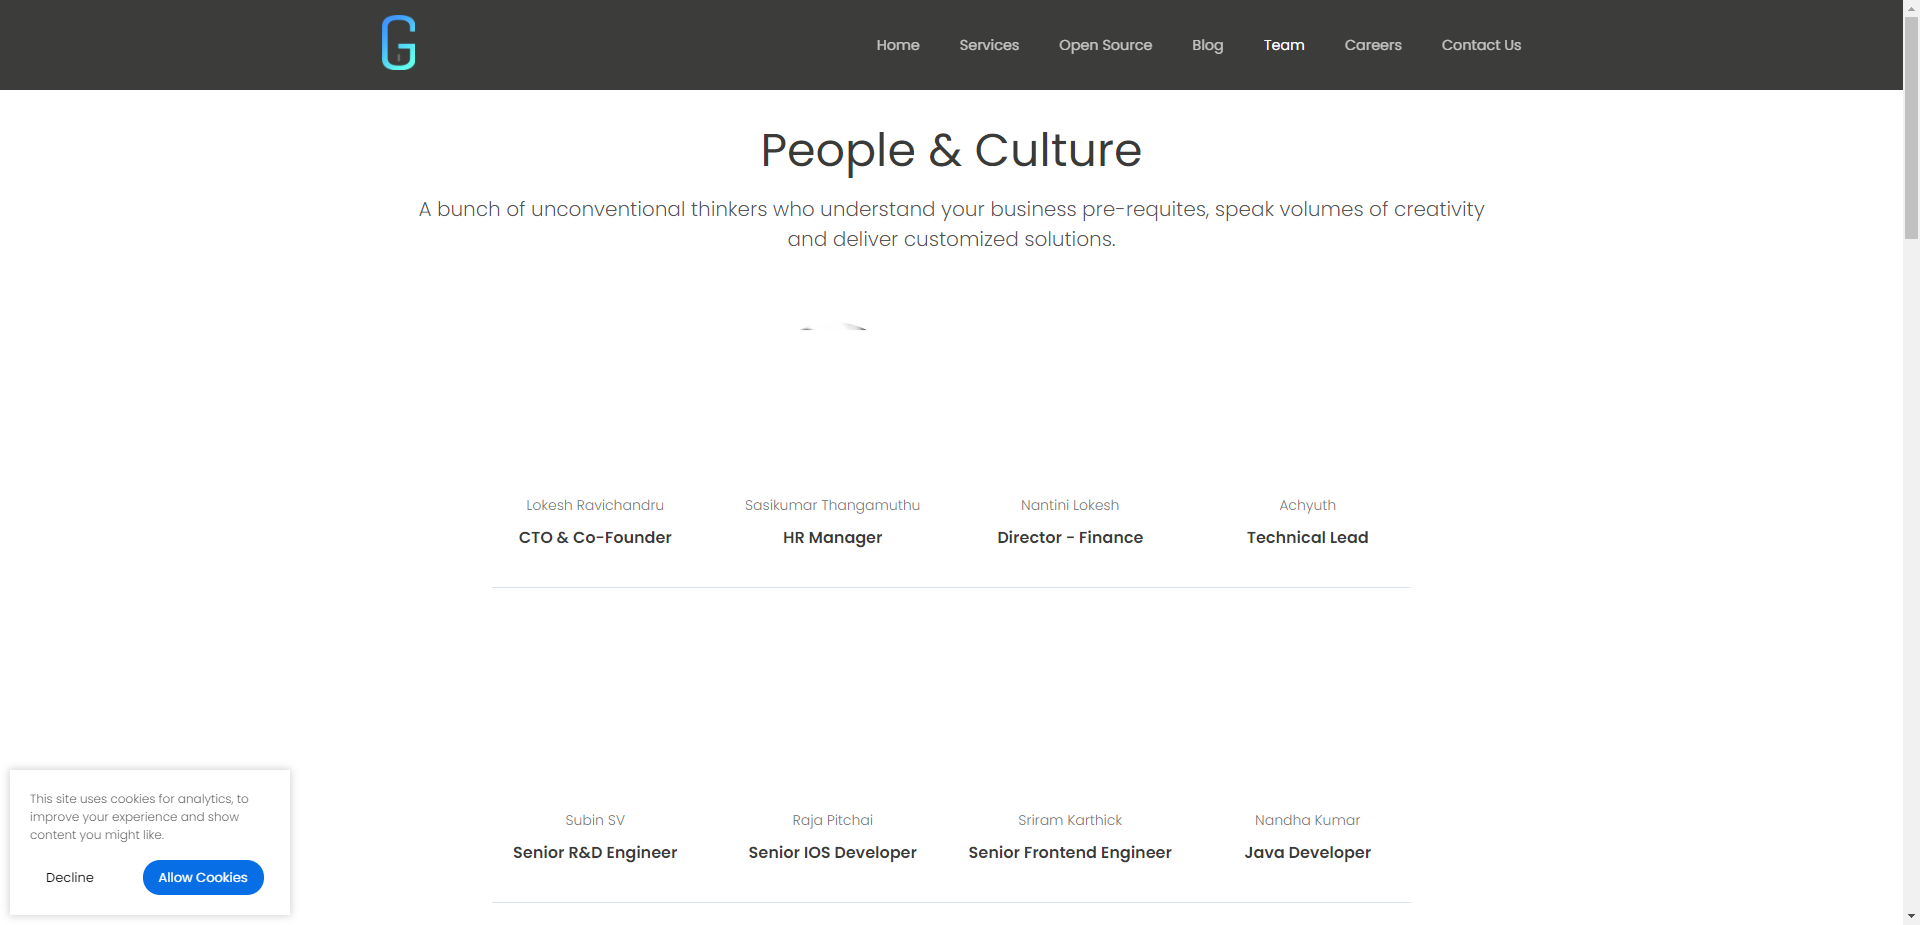 G
Home Services Open Source Blog Team Careers Contact Us
People & Culture
A bunch of unconventional thinkers who understand your business pre-requites, speak volumes of creativity
and deliver customized solutions.
Lokesh Ravichandru Sasikumar Thangamuthu Nantini Lokesh Achyuth
CTO & Co-Founder HR Manager Director - Finance Technical Lead
Subin SV Raja Pitchai Sriram Karthick Nandha Kumar
Senior R&D Engineer Senior IOS Developer Senior Frontend Engineer Java Developer
This site uses cookies for analytics, to
improve your experience and show
content you might like.
Decline Allow Cookies